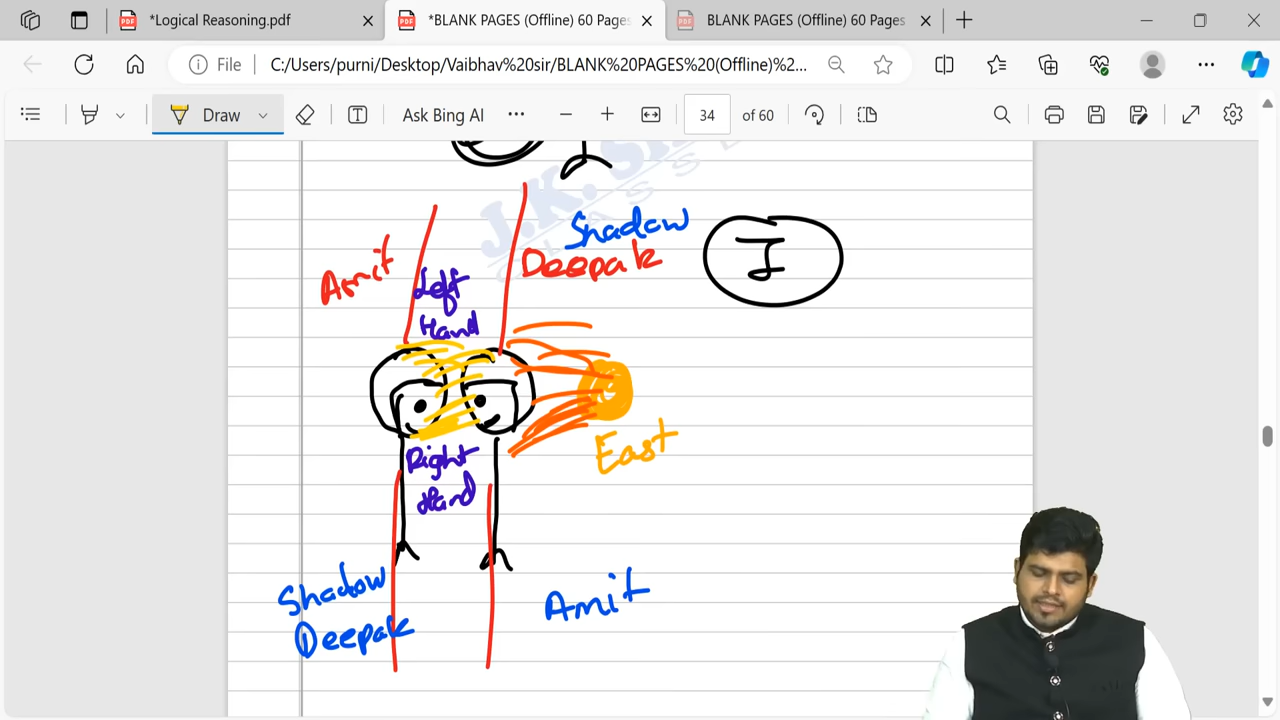 *Logical Reasoning.pdf
*BLANK PAGES (Offline) 60 Pages
BLANK PAGES (Offline) 60 Pages
File
C:/Users/purni/Desktop/Vaibhav%20sir/BLANK%20PAGES%20(Offline)%2...
Draw
Ask Bing AI
34
of 60
Shadow
Amit
Deepak
I
Left
Hand
East
Right
Hand
Shadow
Deepak
Amit